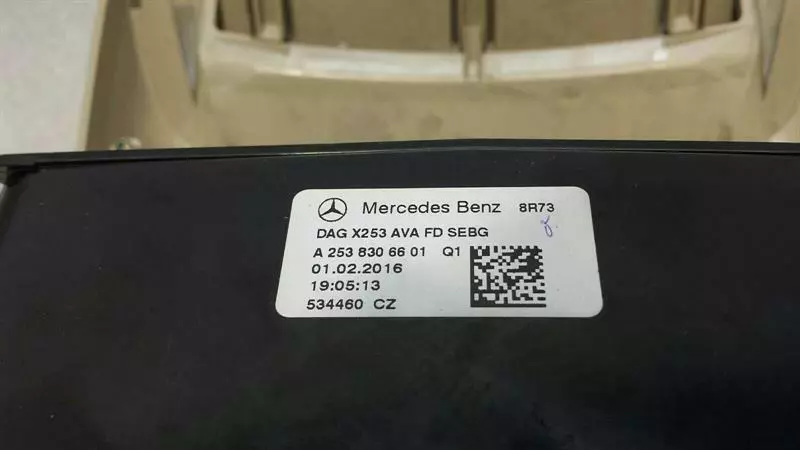 Mercedes Benz 8R73
DAG X253 AVA FD SEBG
A 253 830 66 01 Q1
01.02.2016
19:05:13
534460 CZ